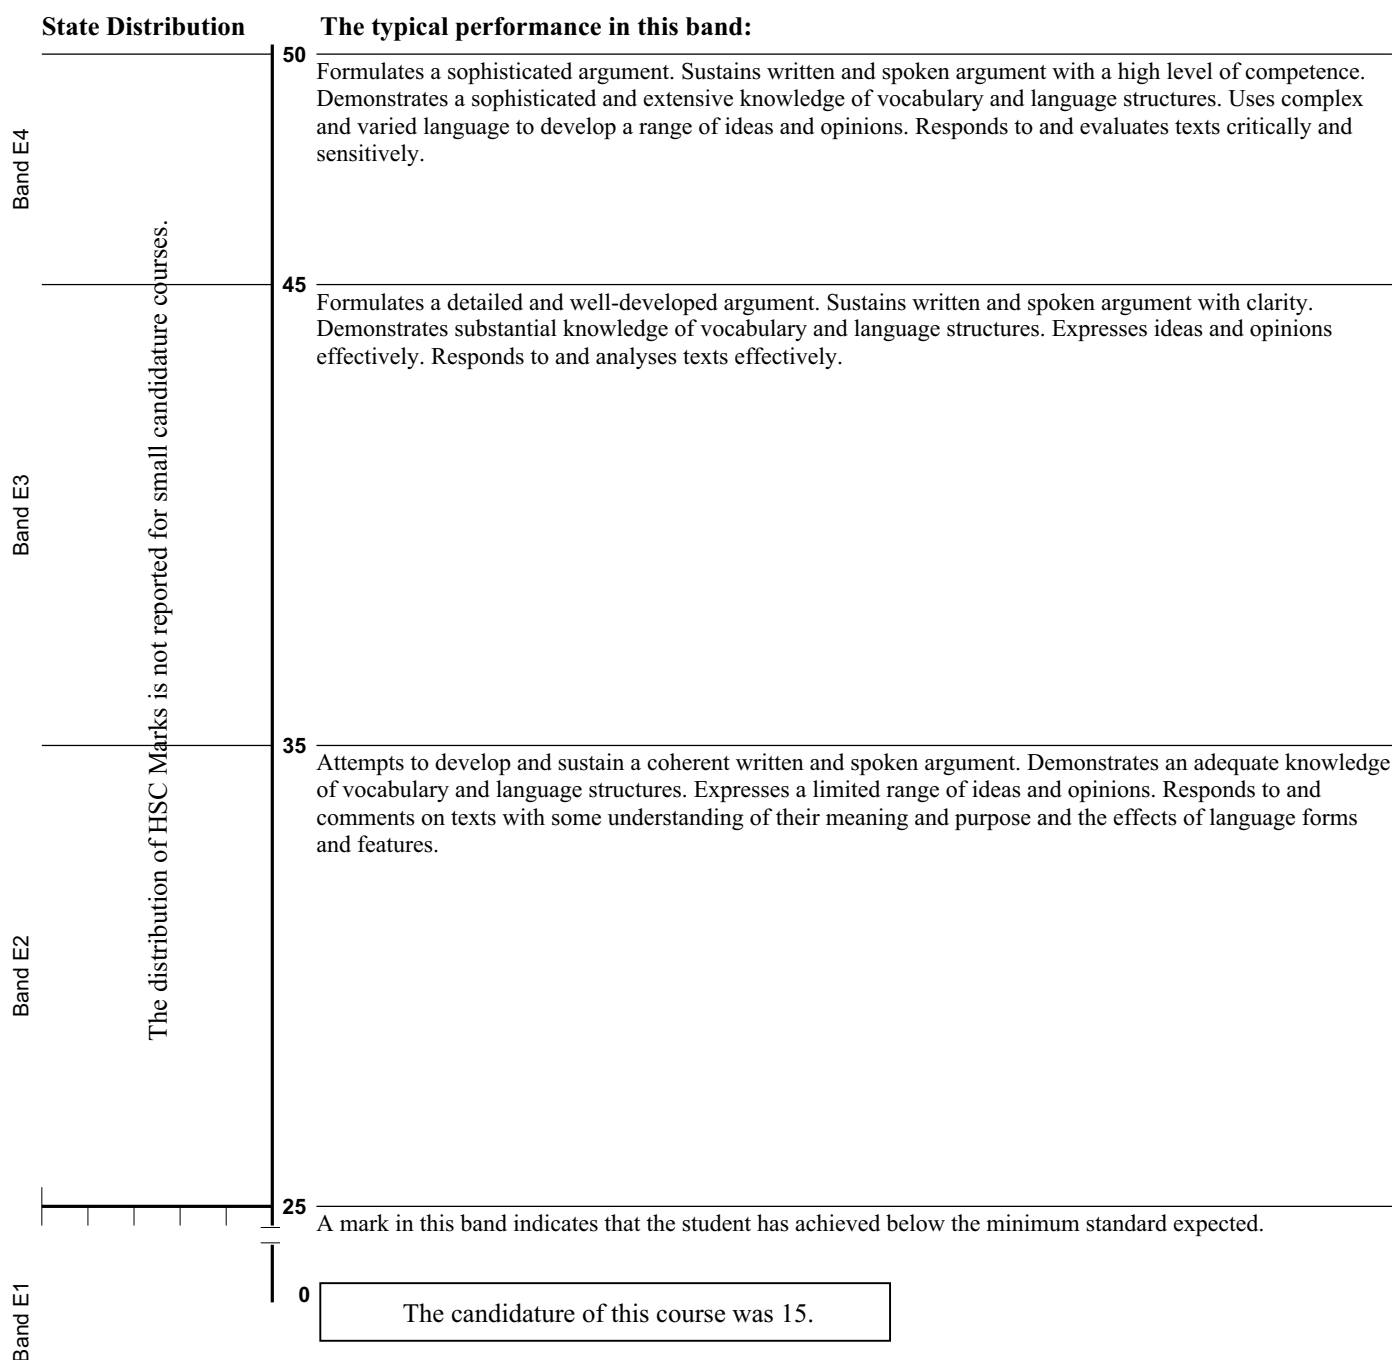 State Distribution
The typical performance in this band:
50
Formulates a sophisticated argument. Sustains written and spoken argument with a high level of competence.
Demonstrates a sophisticated and extensive knowledge of vocabulary and language structures. Uses complex
and varied language to develop a range of ideas and opinions. Responds to and evaluates texts critically and
sensitively.
Band E4
45
Formulates a detailed and well-developed argument. Sustains written and spoken argument with clarity.
Demonstrates substantial knowledge of vocabulary and language structures. Expresses ideas and opinions
effectively. Responds to and analyses texts effectively.
Band E3
The distribution of HSC Marks is not reported for small candidature courses.
35
Attempts to develop and sustain a coherent written and spoken argument. Demonstrates an adequate knowledge
of vocabulary and language structures. Expresses a limited range of ideas and opinions. Responds to and
comments on texts with some understanding of their meaning and purpose and the effects of language forms
and features.
Band E2
25
A mark in this band indicates that the student has achieved below the minimum standard expected.
0
Band E1
The candidature of this course was 15.